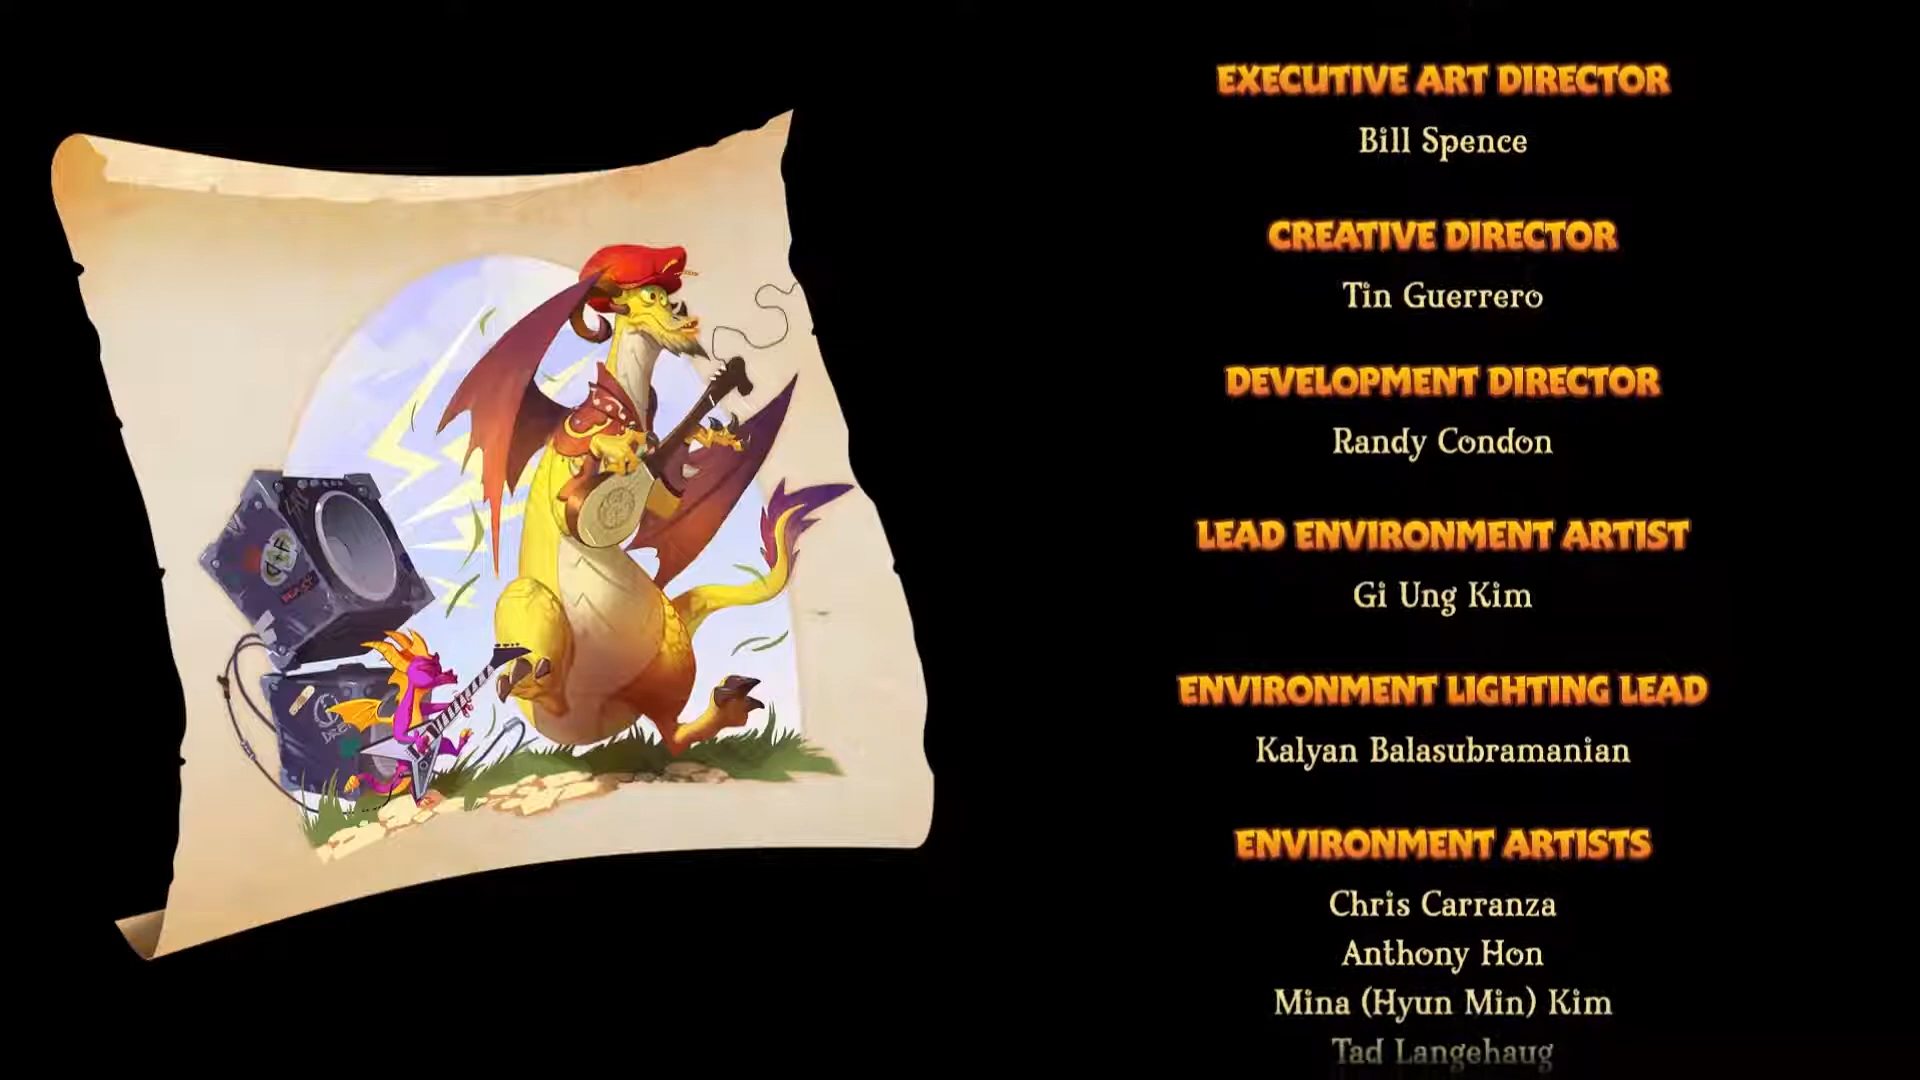 EXECUTIVE ART DIRECTOR
Bill Spence
CREATIVE DIRECTOR
Tin Guerrero
DEVELOPMENT DIRECTOR
Randy Condon
LEAD ENVIRONMENT ARTIST
Gi Ung Kim
ENVIRONMENT LIGHTING LEAD
Kalyan Balasubramanian
ENVIRONMENT ARTISTS
Chris Carranza
Anthony Hon
Mina (Hyun Min) Kim
Tad Langehaug